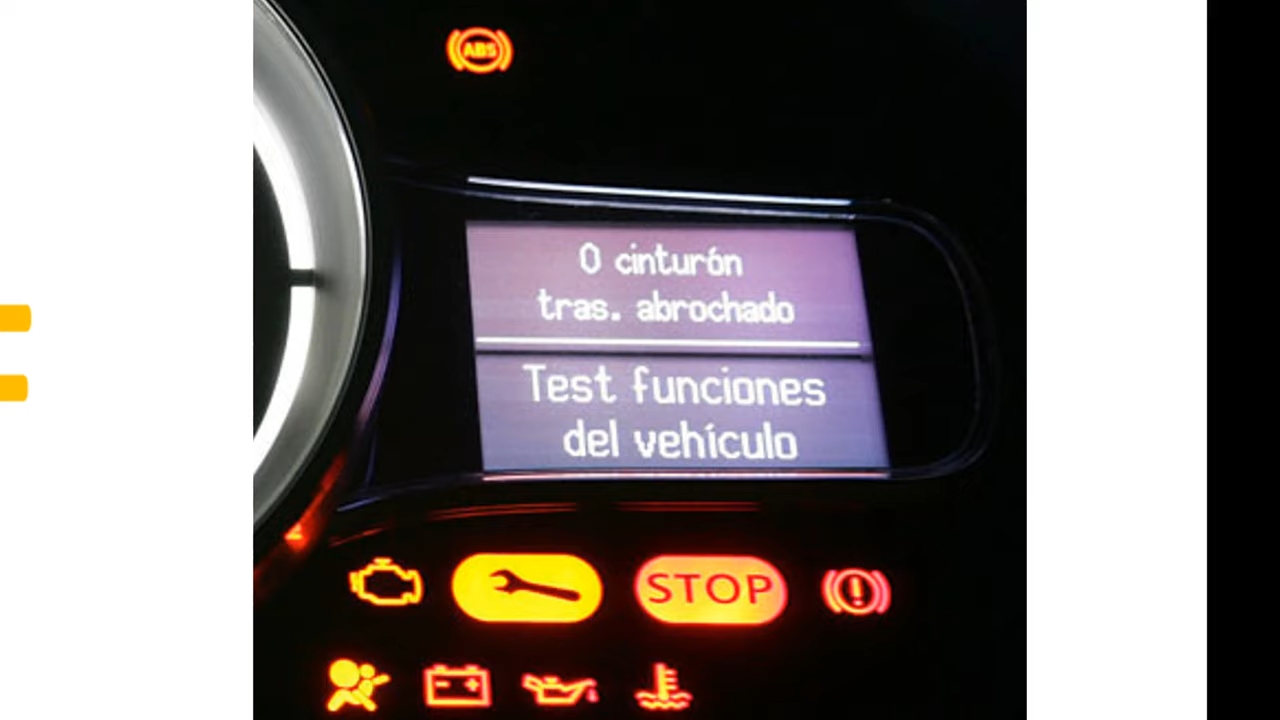 ABS
0 cinturón
tras. abrochado
Test funciones
del vehículo
STOP